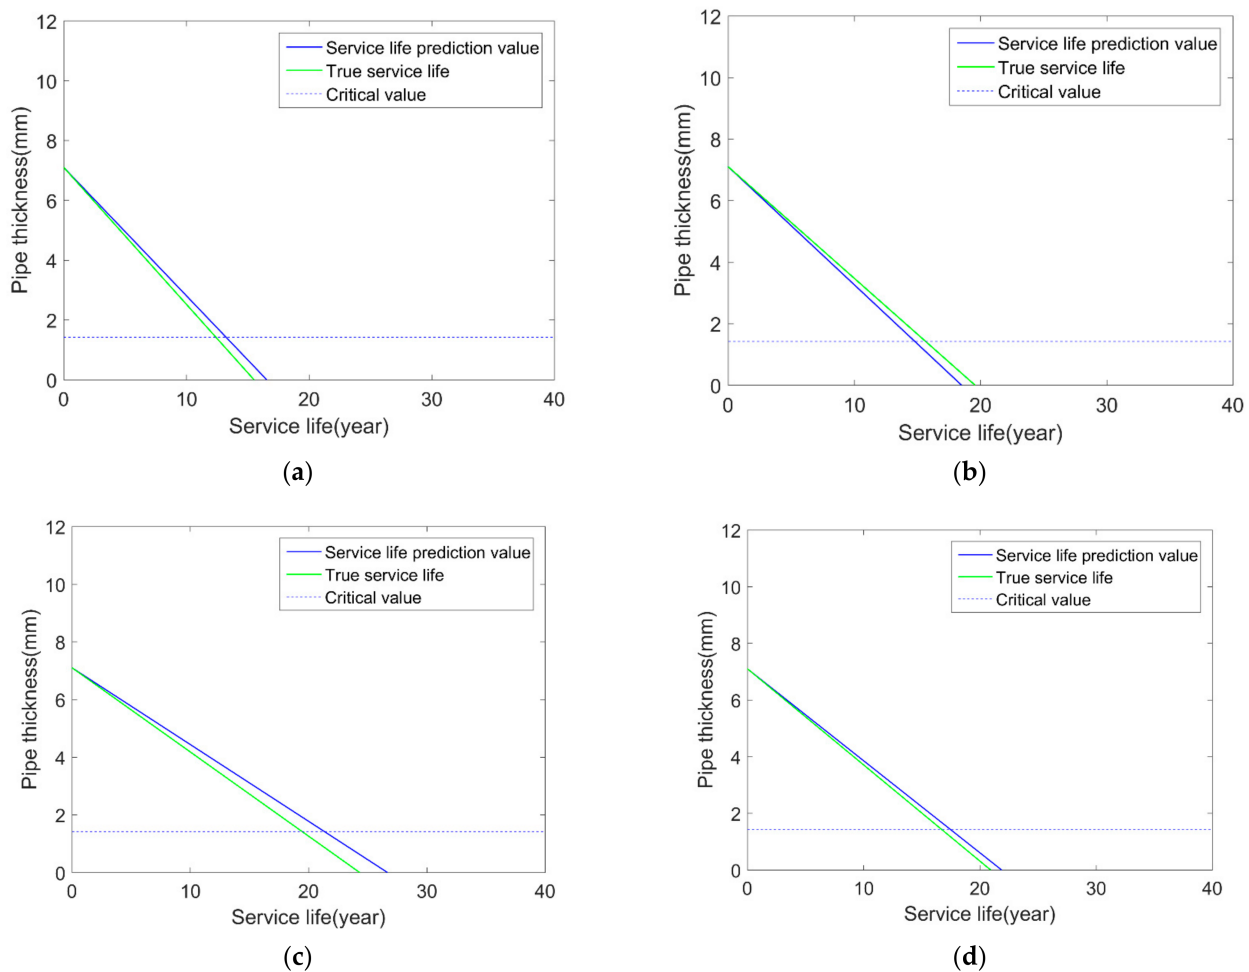 12
10
8
6
4
2
0
0 10 20 30 40
Pipe thickness(mm)
Service life(year)
Service life prediction value
True service life
Critical value
(a)
12
10
8
6
4
2
0
0 10 20 30 40
Pipe thickness(mm)
Service life(year)
Service life prediction value
True service life
Critical value
(b)
12
10
8
6
4
2
0
0 10 20 30 40
Pipe thickness(mm)
Service life(year)
Service life prediction value
True service life
Critical value
(c)
12
10
8
6
4
2
0
0 10 20 30 40
Pipe thickness(mm)
Service life(year)
Service life prediction value
True service life
Critical value
(d)